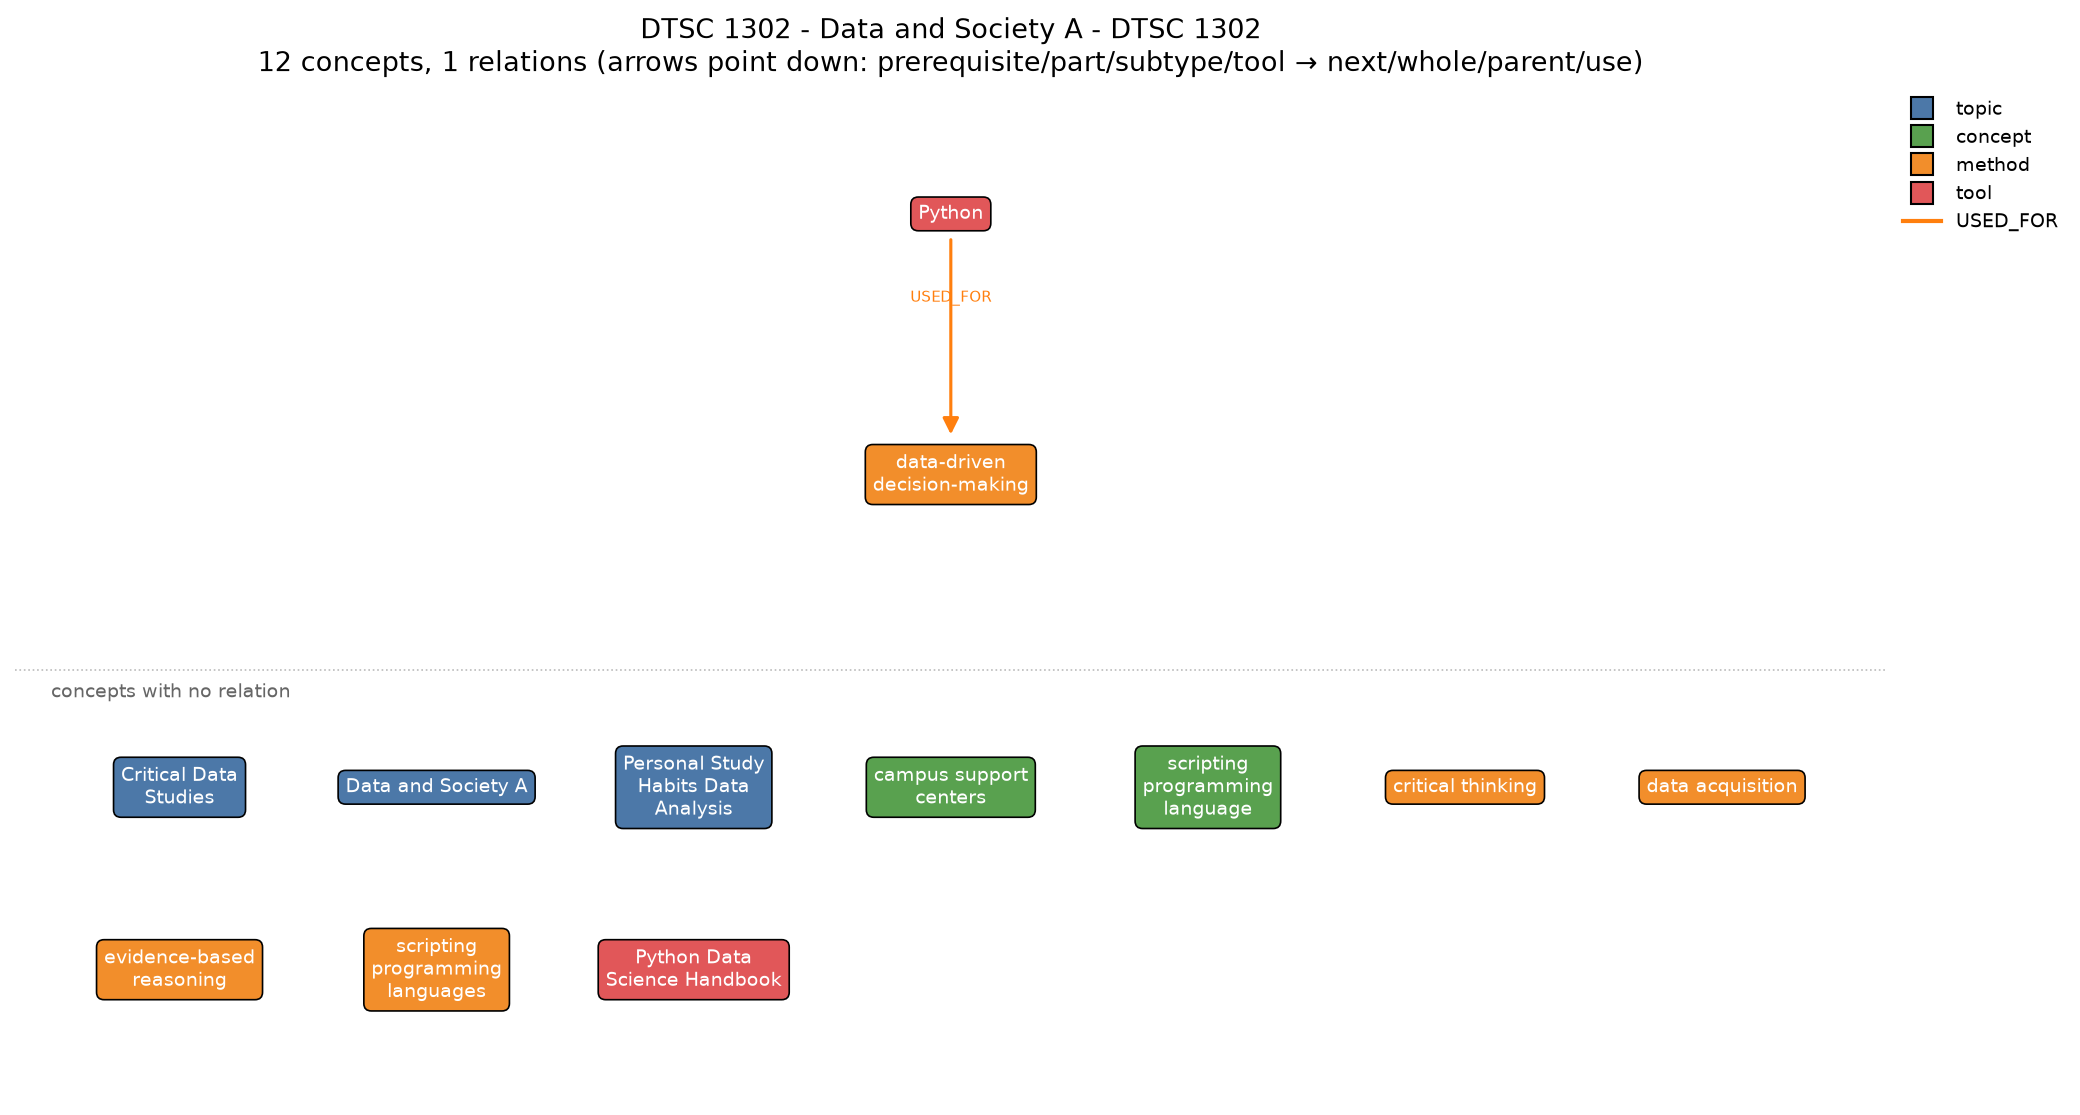 DTSC 1302 - Data and Society A - DTSC 1302
12 concepts, 1 relations (arrows point down: prerequisite/part/subtype/tool → next/whole/parent/use)
topic
concept
method
tool
USED_FOR
Python
USED_FOR
data-driven
decision-making
concepts with no relation
Critical Data
Studies
Data and Society A
Personal Study
Habits Data
Analysis
campus support
centers
scripting
programming
language
critical thinking
data acquisition
evidence-based
reasoning
scripting
programming
languages
Python Data
Science Handbook